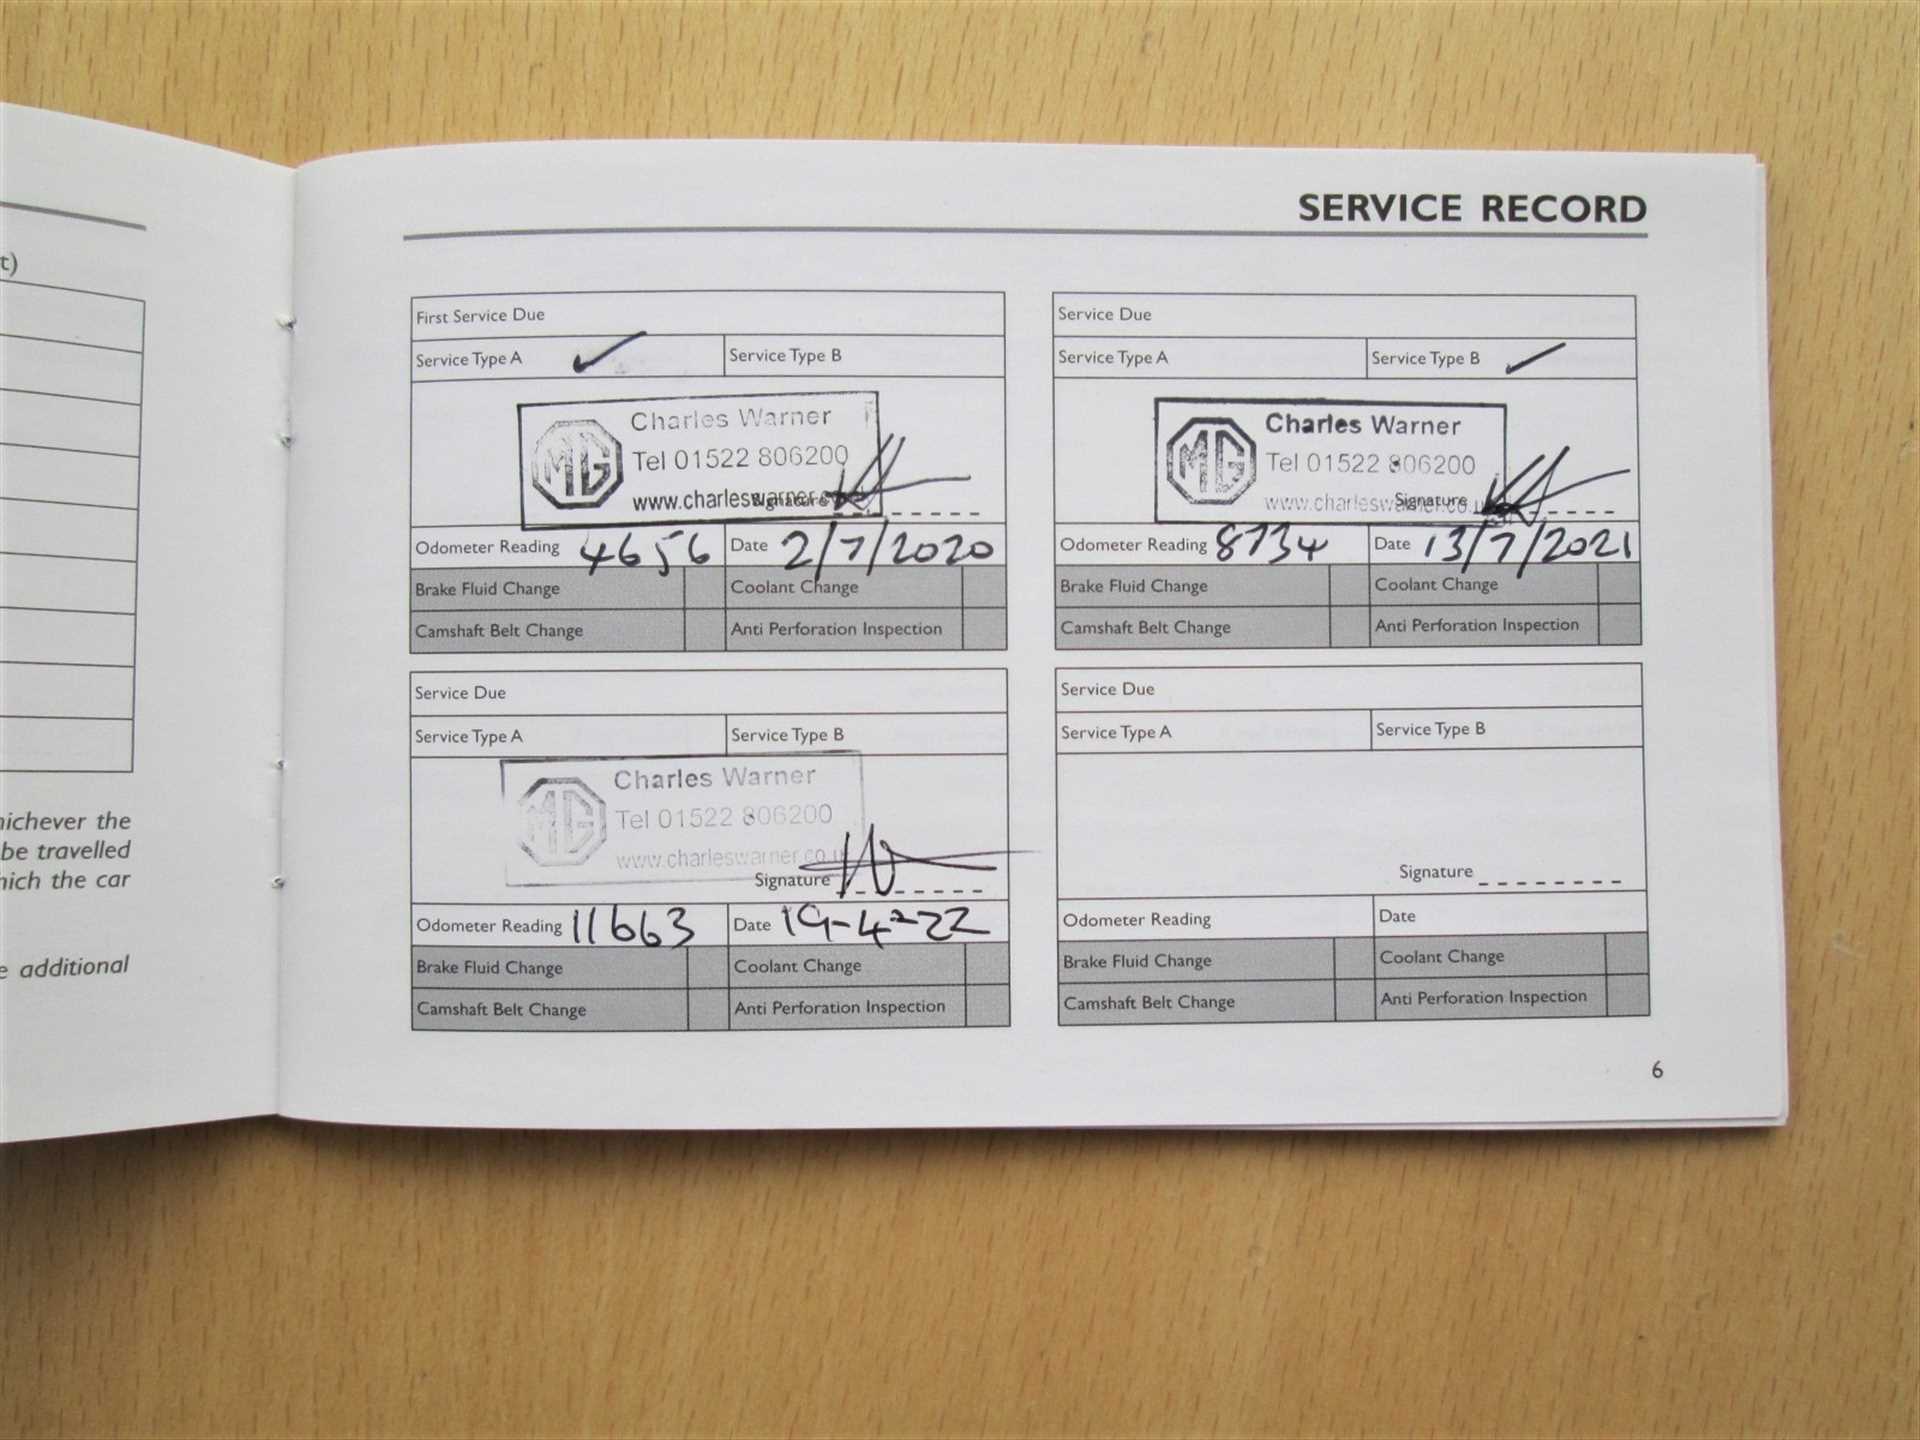 t)
hichever the
be travelled
hich the car
e additional
SERVICE RECORD
First Service Due
Service Type A ✓ Service Type B
MG
Charles Warner
Tel 01522 806200
www.charleswarner.c
Signature
Odometer Reading 4656 Date 2/7/2020
Brake Fluid Change Coolant Change
Camshaft Belt Change Anti Perforation Inspection
Service Due
Service Type A Service Type B ✓
MG
Charles Warner
Tel 01522 806200
www.charleswarner.co.u
Signature
Odometer Reading 8734 Date 13/7/2021
Brake Fluid Change Coolant Change
Camshaft Belt Change Anti Perforation Inspection
Service Due
Service Type A Service Type B
MG
Charles Warner
Tel 01522 806200
www.charleswarner.co.u
Signature
Odometer Reading 11663 Date 19-4-22
Brake Fluid Change Coolant Change
Camshaft Belt Change Anti Perforation Inspection
Service Due
Service Type A Service Type B
Signature
Odometer Reading Date
Brake Fluid Change Coolant Change
Camshaft Belt Change Anti Perforation Inspection
6